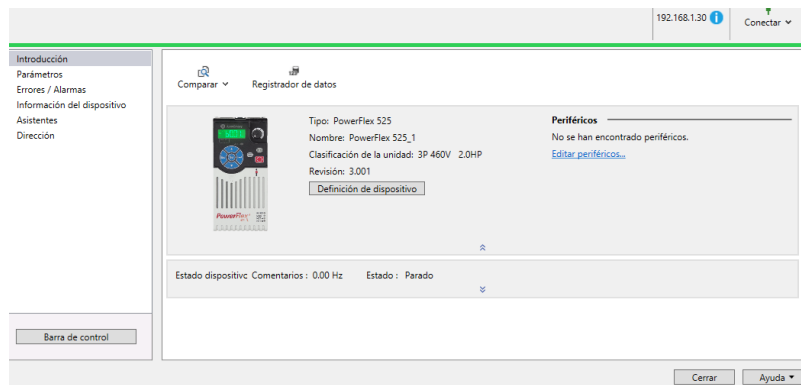 192.168.1.30
Conectar
Introducción
Parámetros
Errores / Alarmas
Información del dispositivo
Asistentes
Dirección
Barra de control
Comparar
Registrador de datos
Tipo: PowerFlex 525
Nombre: PowerFlex 525_1
Clasificación de la unidad: 3P 460V 2.0HP
Revisión: 3.001
Definición de dispositivo
PowerFlex
Periféricos
No se han encontrado periféricos.
Editar periféricos...
Estado dispositivc Comentarios : 0.00 Hz Estado : Parado
Cerrar
Ayuda